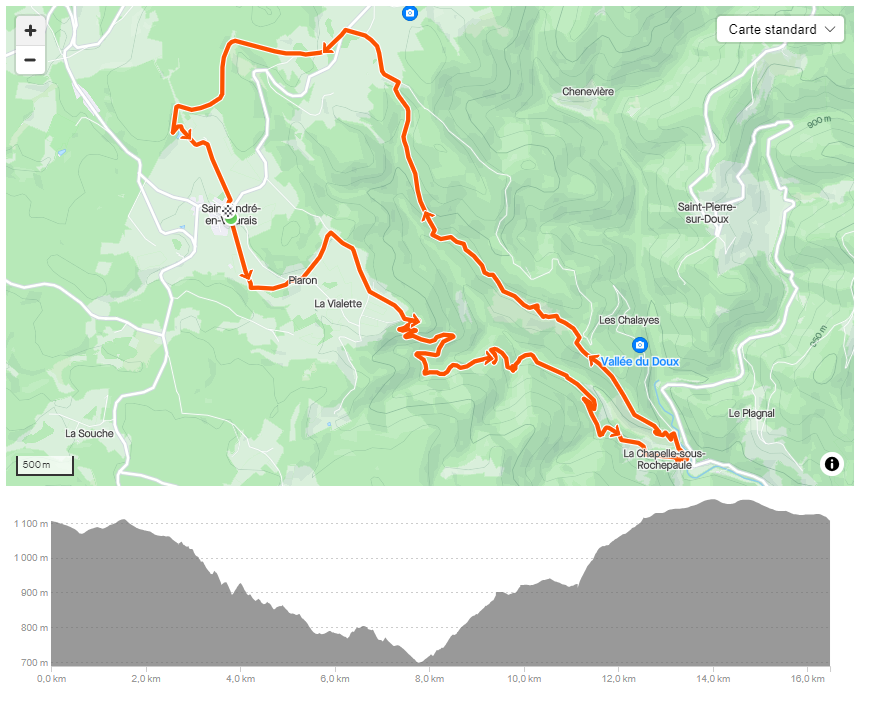 +
Carte standard
−
Chenevière
900 m
Saint-André-
en-Vivarais
Saint-Pierre-
sur-Doux
Piaron
La Vialette
Les Chalayes
Vallée du Doux
Le Plagnal
La Souche
La Chapelle-sous-
Rochepaule
500 m
1 100 m
1 000 m
900 m
800 m
700 m
0,0 km
2,0 km
4,0 km
6,0 km
8,0 km
10,0 km
12,0 km
14,0 km
16,0 km